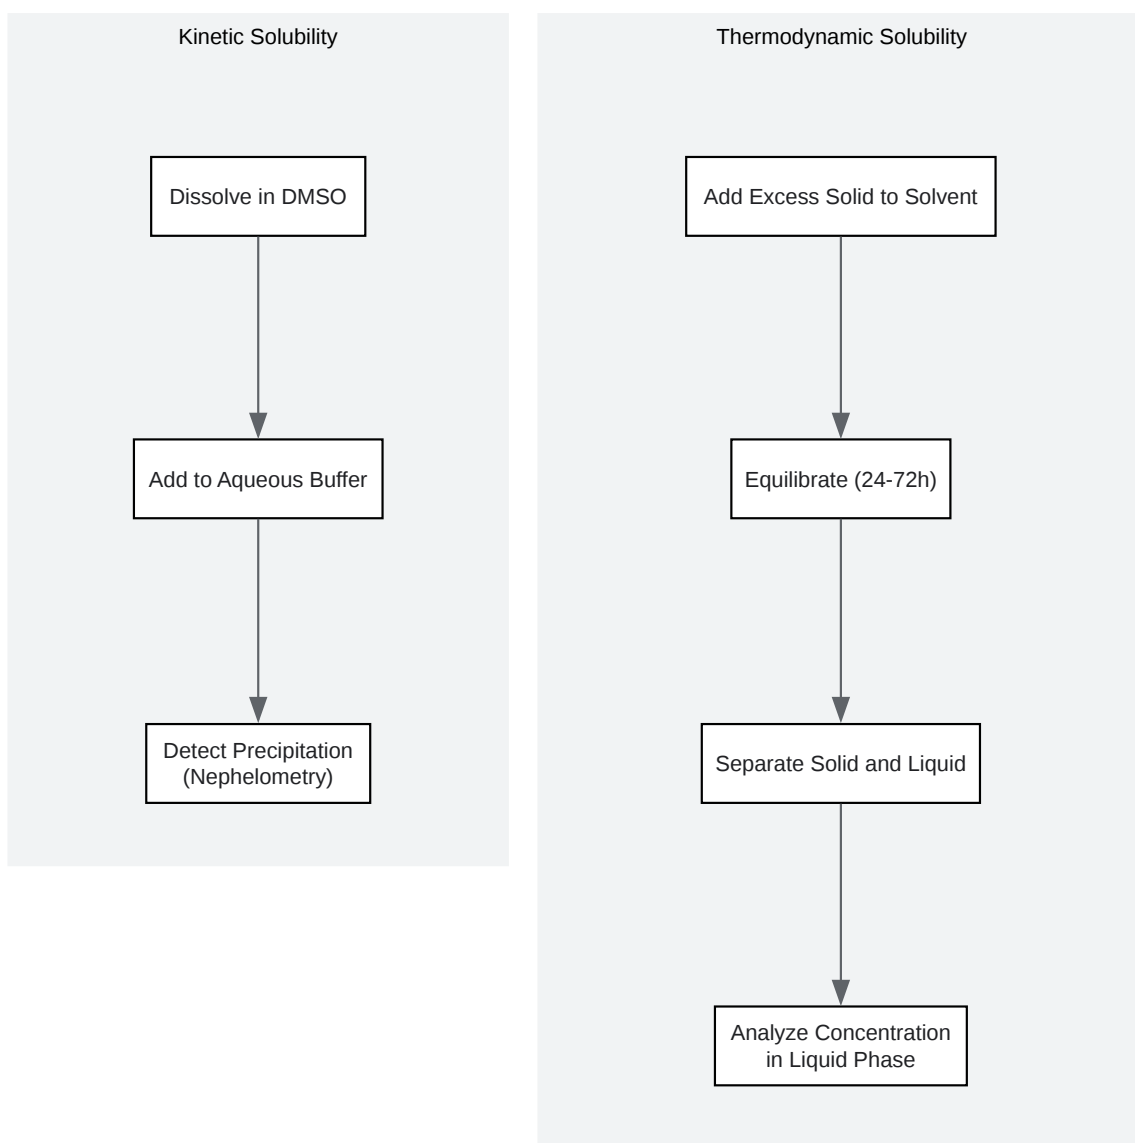 Kinetic Solubility
Dissolve in DMSO
Add to Aqueous Buffer
Detect Precipitation
(Nephelometry)
Thermodynamic Solubility
Add Excess Solid to Solvent
Equilibrate (24-72h)
Separate Solid and Liquid
Analyze Concentration
in Liquid Phase